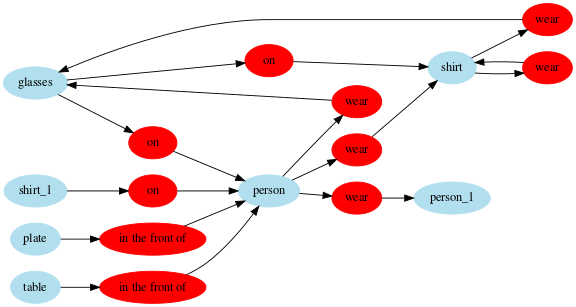 wear
glasses
on
shirt
wear
wear
on
wear
shirt_1
on
person
wear
person_1
plate
in the front of
table
in the front of